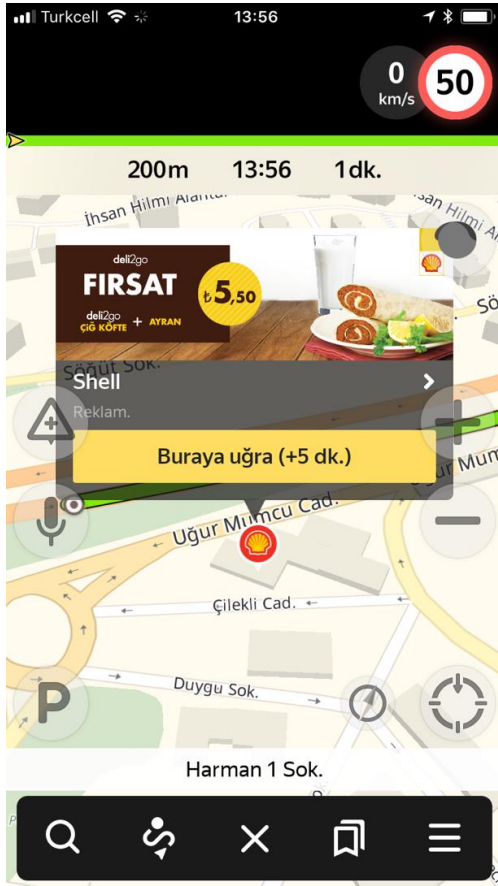 Turkcell 13:56
0
km/s
50
200m 13:56 1dk.
İhsan Hilmi
Hilmi
deli2go
FIRSAT
₺5,50
deli2go
ÇİĞ KÖFTE + AYRAN
Söğüt Sok.
Shell
Reklam.
Buraya uğra (+5 dk.)
Uğur Mumcu Cad.
Çilekli Cad.
Duygu Sok.
P
Harman 1 Sok.